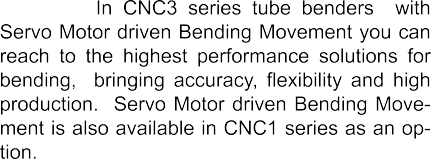 In CNC3 series tube benders with
Servo Motor driven Bending Movement you can
reach to the highest performance solutions for
bending, bringing accuracy, flexibility and high
production. Servo Motor driven Bending Move-
ment is also available in CNC1 series as an op-
tion.